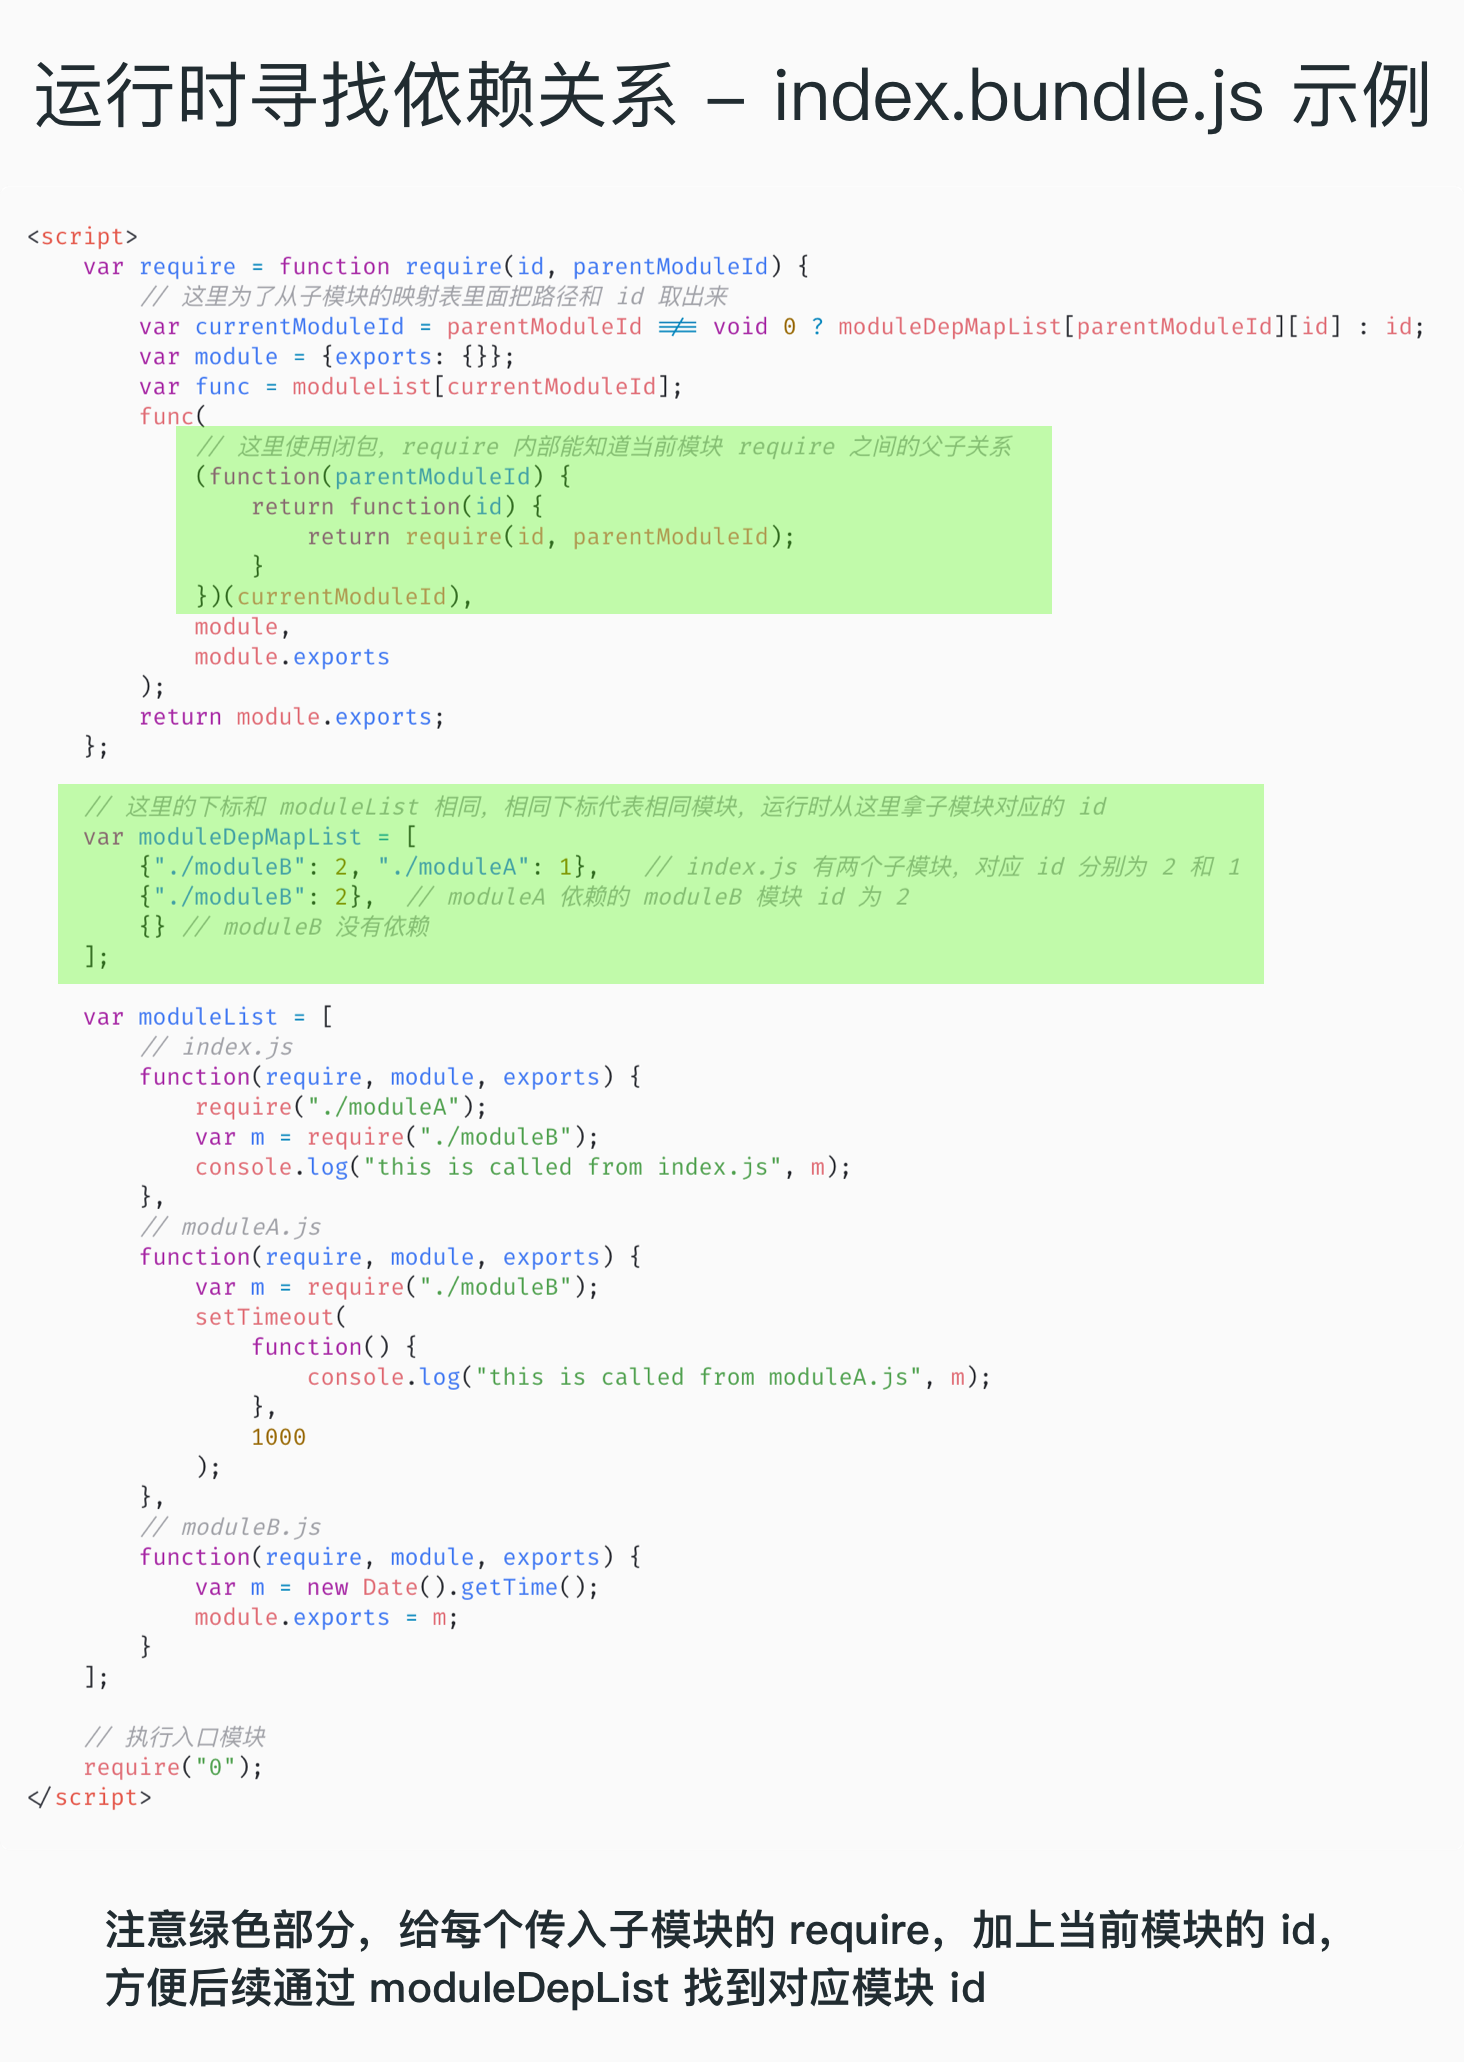 运行时寻找依赖关系 – index.bundle.js 示例
<script>
    var require = function require(id, parentModuleId) {
        // 这里为了从子模块的映射表里面把路径和 id 取出来
        var currentModuleId = parentModuleId !== void 0 ? moduleDepMapList[parentModuleId][id] : id;
        var module = {exports: {}};
        var func = moduleList[currentModuleId];
        func(
            // 这里使用闭包，require 内部能知道当前模块 require 之间的父子关系
            (function(parentModuleId) {
                return function(id) {
                    return require(id, parentModuleId);
                }
            })(currentModuleId),
            module,
            module.exports
        );
        return module.exports;
    };
    // 这里的下标和 moduleList 相同，相同下标代表相同模块，运行时从这里拿子模块对应的 id
    var moduleDepMapList = [
        {"./moduleB": 2, "./moduleA": 1},   // index.js 有两个子模块，对应 id 分别为 2 和 1
        {"./moduleB": 2},  // moduleA 依赖的 moduleB 模块 id 为 2
        {} // moduleB 没有依赖
    ];
    var moduleList = [
        // index.js
        function(require, module, exports) {
            require("./moduleA");
            var m = require("./moduleB");
            console.log("this is called from index.js", m);
        },
        // moduleA.js
        function(require, module, exports) {
            var m = require("./moduleB");
            setTimeout(
                function() {
                    console.log("this is called from moduleA.js", m);
                },
                1000
            );
        },
        // moduleB.js
        function(require, module, exports) {
            var m = new Date().getTime();
            module.exports = m;
        }
    ];
    // 执行入口模块
    require("0");
</script>
注意绿色部分，给每个传入子模块的 require，加上当前模块的 id，
方便后续通过 moduleDepList 找到对应模块 id